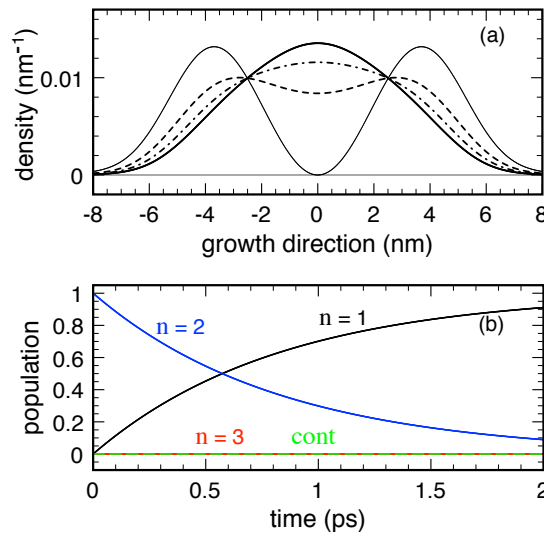 (a)
density (nm⁻¹)
0.01
0
-8 -6 -4 -2 0 2 4 6 8
growth direction (nm)
(b)
population
1
0.8
0.6
0.4
0.2
0
n = 2
n = 1
n = 3
cont
0 0.5 1 1.5 2
time (ps)